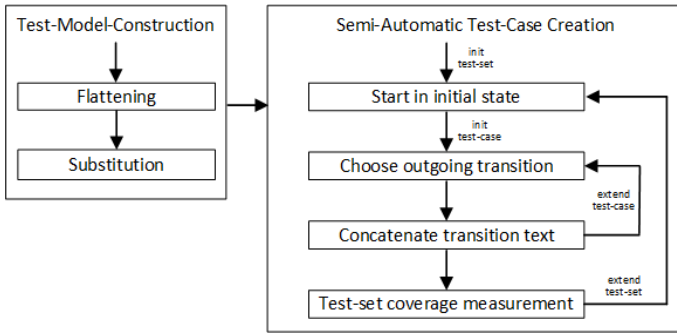 Test-Model-Construction
Flattening
Substitution
Semi-Automatic Test-Case Creation
init
test-set
Start in initial state
init
test-case
Choose outgoing transition
extend
test-case
Concatenate transition text
extend
test-set
Test-set coverage measurement